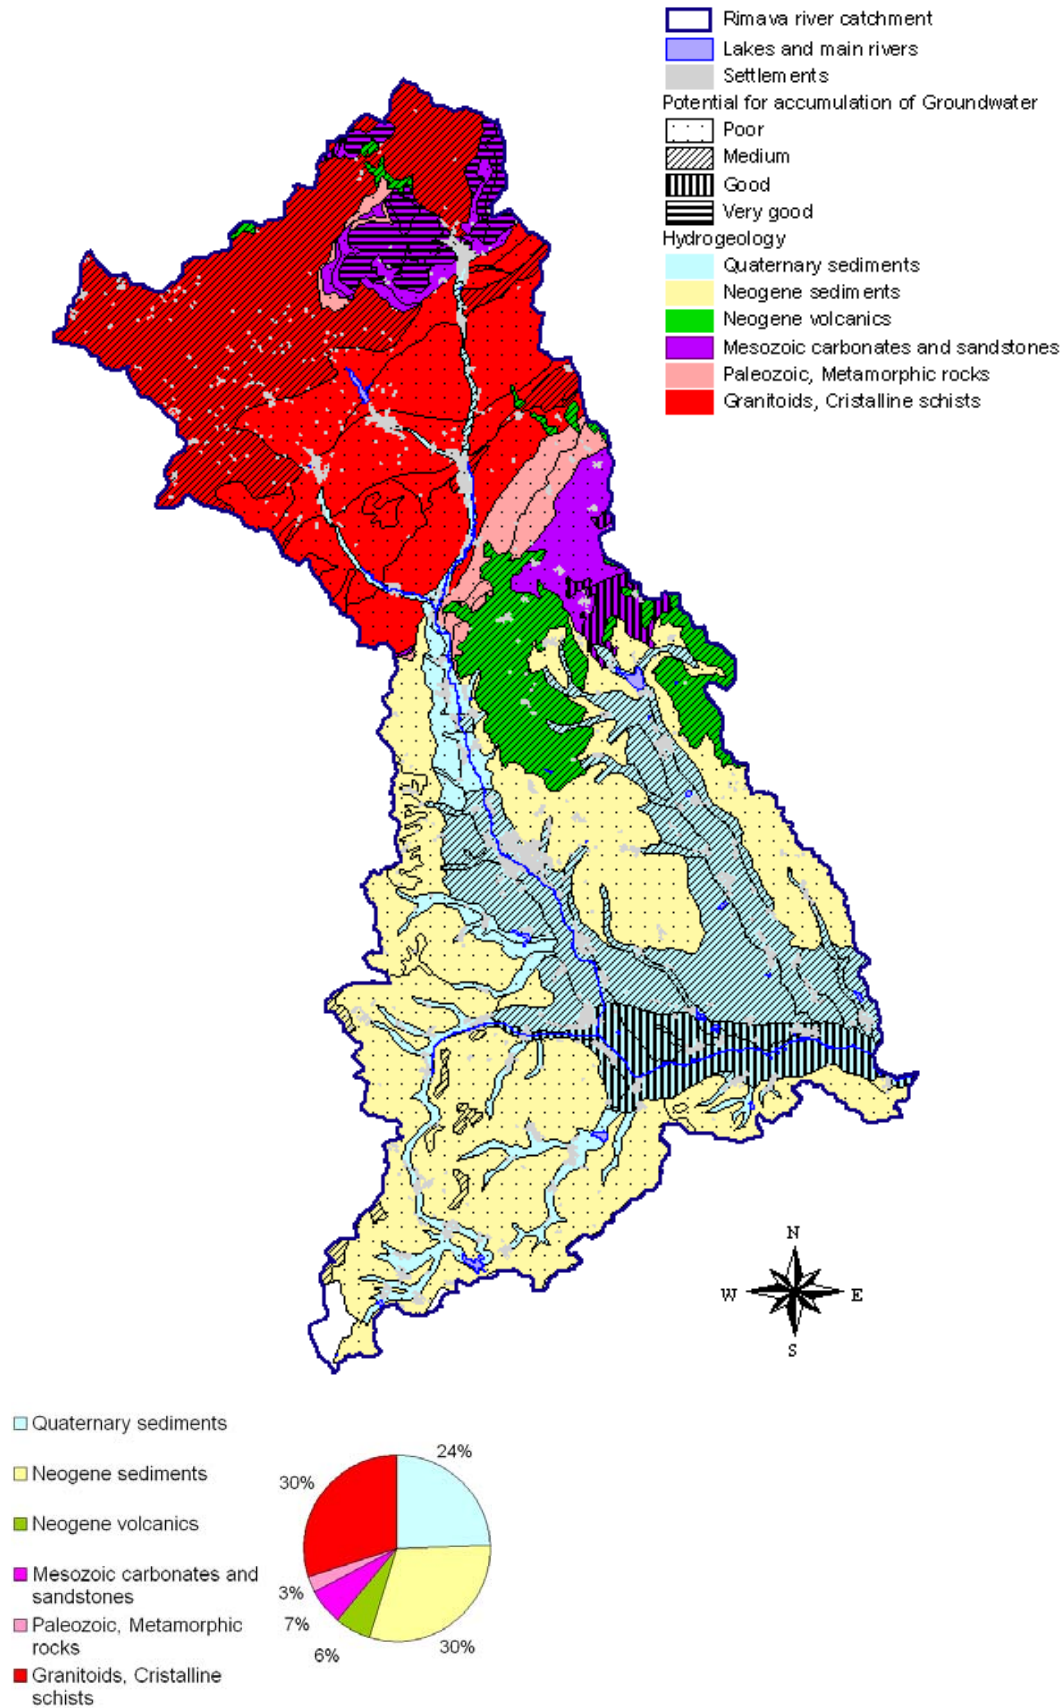 Rimava river catchment
Lakes and main rivers
Settlements
Potential for accumulation of Groundwater
Poor
Medium
Good
Very good
Hydrogeology
Quaternary sediments
Neogene sediments
Neogene volcanics
Mesozoic carbonates and sandstones
Paleozoic, Metamorphic rocks
Granitoids, Cristalline schists
N
W E
S
Quaternary sediments
Neogene sediments
Neogene volcanics
Mesozoic carbonates and
sandstones
Paleozoic, Metamorphic
rocks
Granitoids, Cristalline
schists
24%
30%
3%
7%
6%
30%